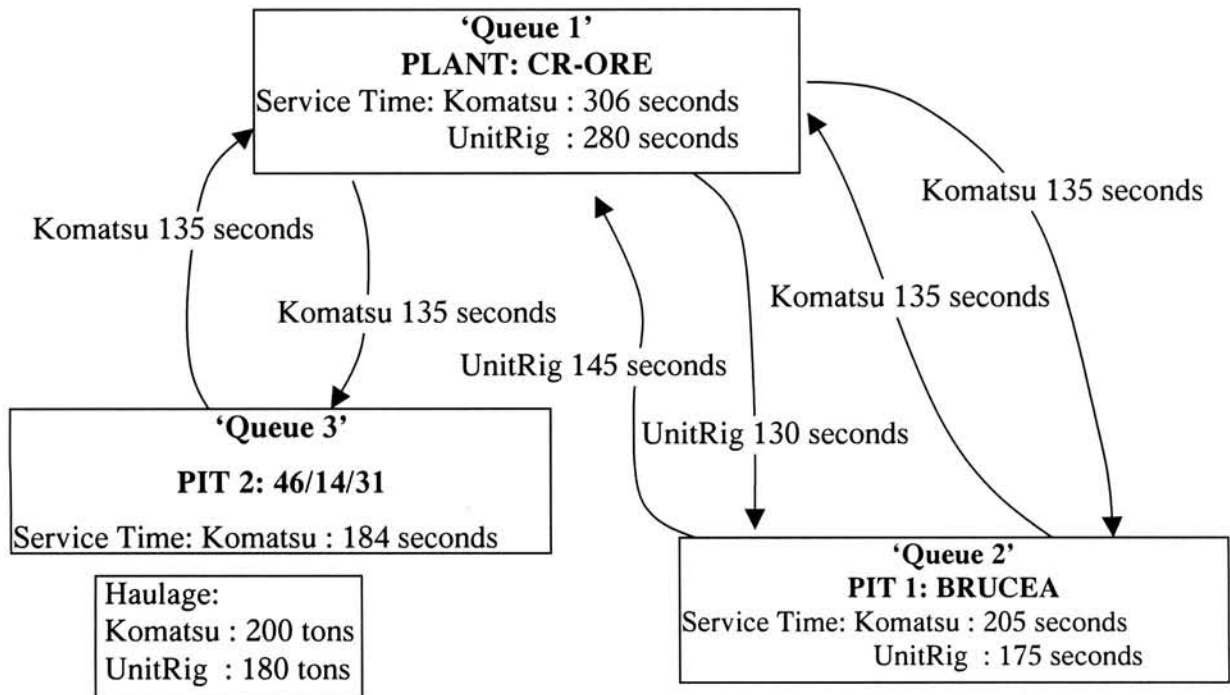 ‘Queue 1’
PLANT: CR-ORE
Service Time: Komatsu : 306 seconds
UnitRig : 280 seconds
Komatsu 135 seconds
Komatsu 135 seconds
Komatsu 135 seconds
Komatsu 135 seconds
UnitRig 145 seconds
UnitRig 130 seconds
‘Queue 3’
PIT 2: 46/14/31
Service Time: Komatsu : 184 seconds
‘Queue 2’
PIT 1: BRUCEA
Service Time: Komatsu : 205 seconds
UnitRig : 175 seconds
Haulage:
Komatsu : 200 tons
UnitRig : 180 tons